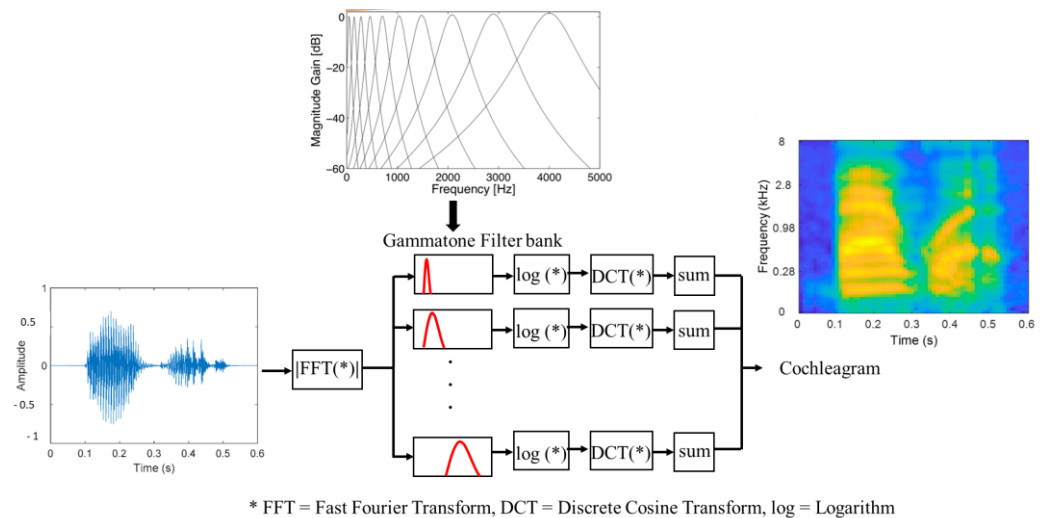 Magnitude Gain [dB]
0
−20
−40
−60
0 1000 2000 3000 4000 5000
Frequency [Hz]
Gammatone Filter bank
Amplitude
1
0.5
0
- 0.5
- 1
0 0.1 0.2 0.3 0.4 0.5 0.6
Time (s)
|FFT(*)|
log (*) DCT(*) sum
log (*) DCT(*) sum
log (*) DCT(*) sum
Frequency (kHz)
8
2.8
0.98
0.28
0
0 0.1 0.2 0.3 0.4 0.5 0.6
Time (s)
Cochleagram
* FFT = Fast Fourier Transform, DCT = Discrete Cosine Transform, log = Logarithm